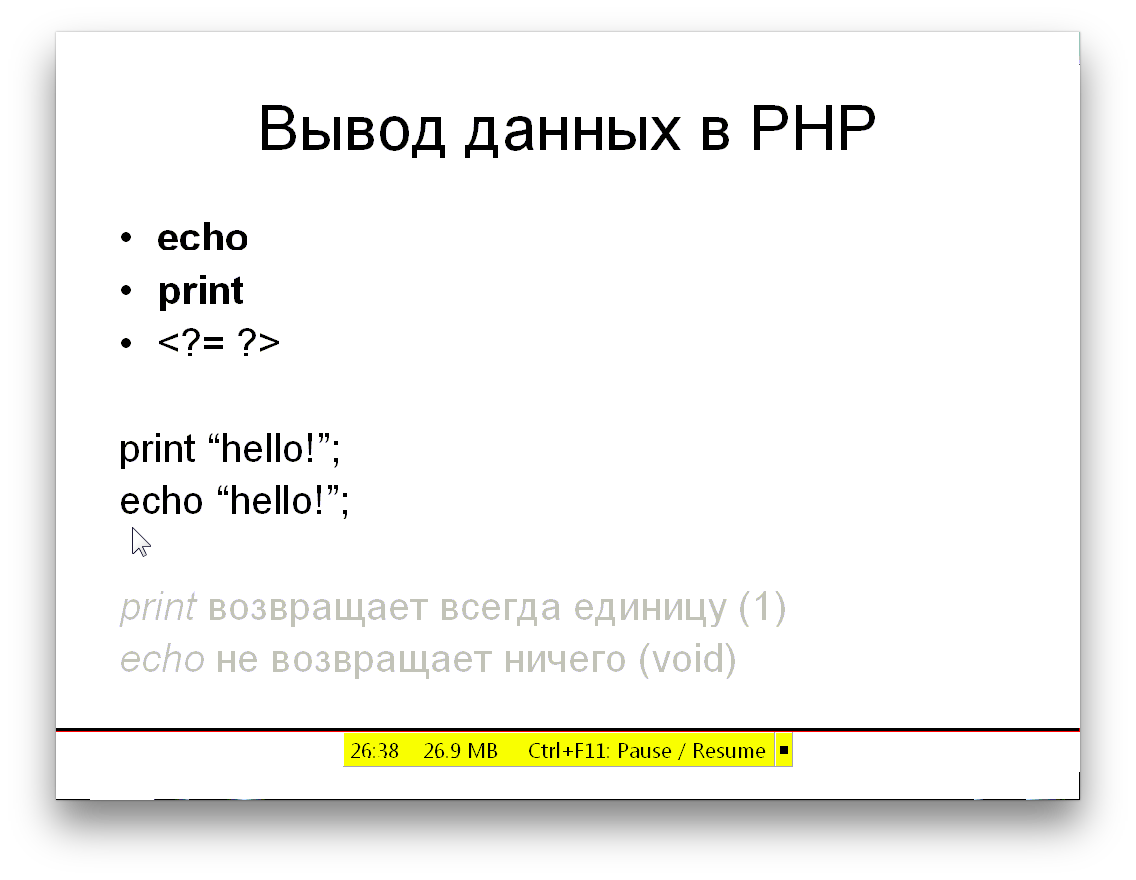 Вывод данных в PHP
• echo
• print
• <?= ?>
print “hello!”;
echo “hello!”;
print возвращает всегда единицу (1)
echo не возвращает ничего (void)
26:38 26.9 MB Ctrl+F11: Pause / Resume